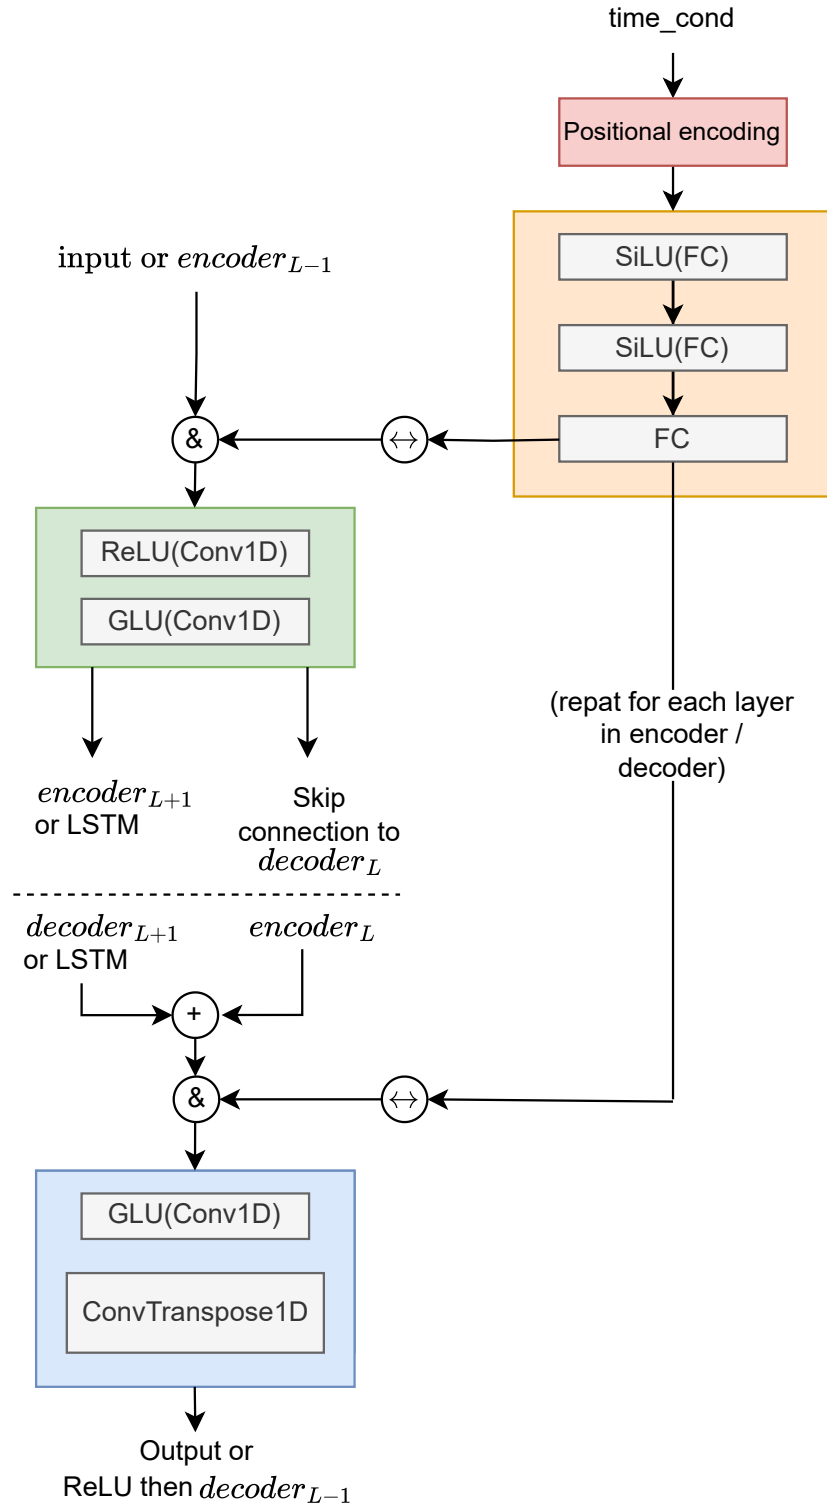 time_cond
Positional encoding
SiLU(FC)
SiLU(FC)
FC
input or encoder_{L−1}
&
↔
ReLU(Conv1D)
GLU(Conv1D)
(repat for each layer
in encoder /
decoder)
encoder_{L+1}
or LSTM
Skip
connection to
decoder_L
decoder_{L+1}
or LSTM
encoder_L
+
&
↔
GLU(Conv1D)
ConvTranspose1D
Output or
ReLU then decoder_{L−1}